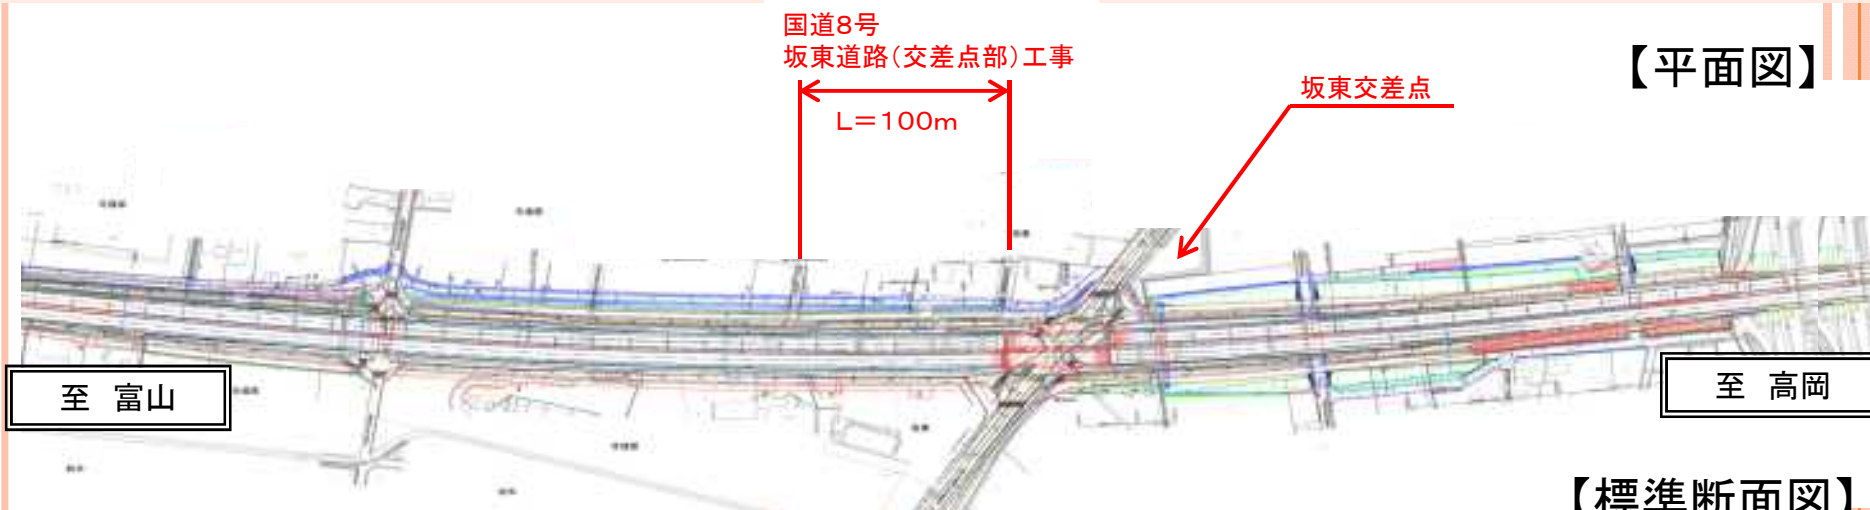 国道8号
坂東道路(交差点部)工事
L=100m
坂東交差点
【平面図】
至 富山
至 高岡
【標準断面図】